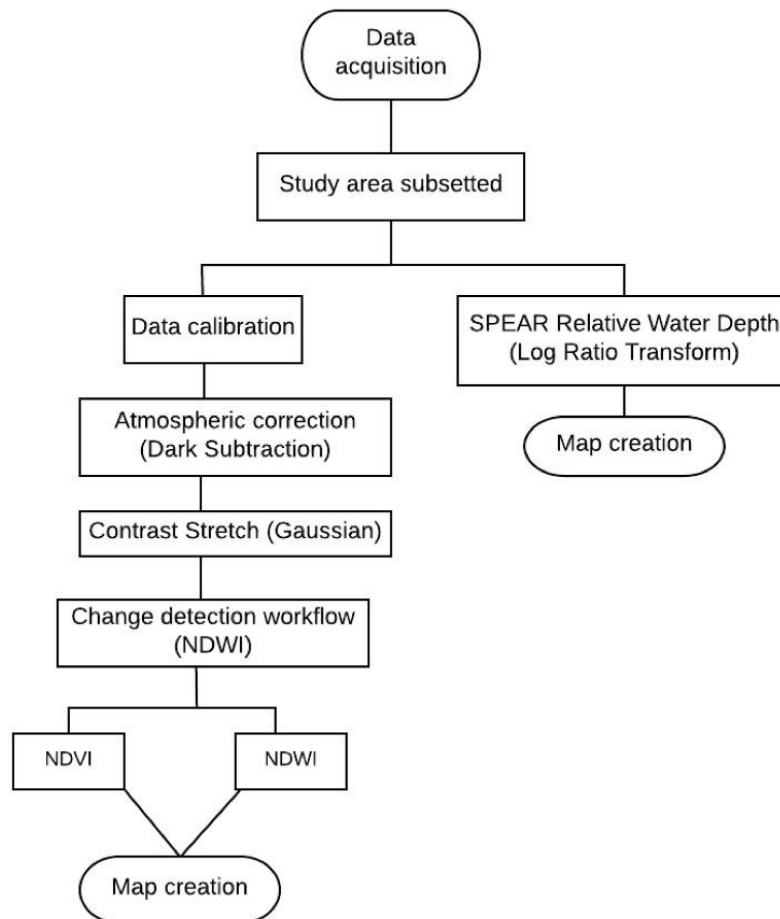 Data
acquisition
Study area subsetted
Data calibration
SPEAR Relative Water Depth
(Log Ratio Transform)
Atmospheric correction
(Dark Subtraction)
Map creation
Contrast Stretch (Gaussian)
Change detection workflow
(NDWI)
NDVI
NDWI
Map creation